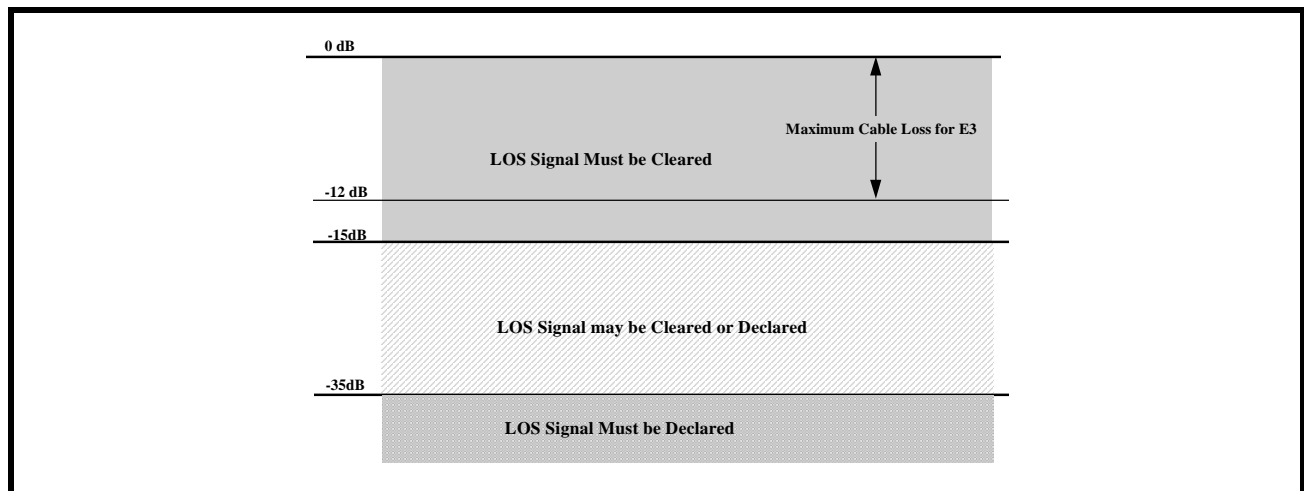 0 dB
Maximum Cable Loss for E3
LOS Signal Must be Cleared
-12 dB
-15dB
LOS Signal may be Cleared or Declared
-35dB
LOS Signal Must be Declared